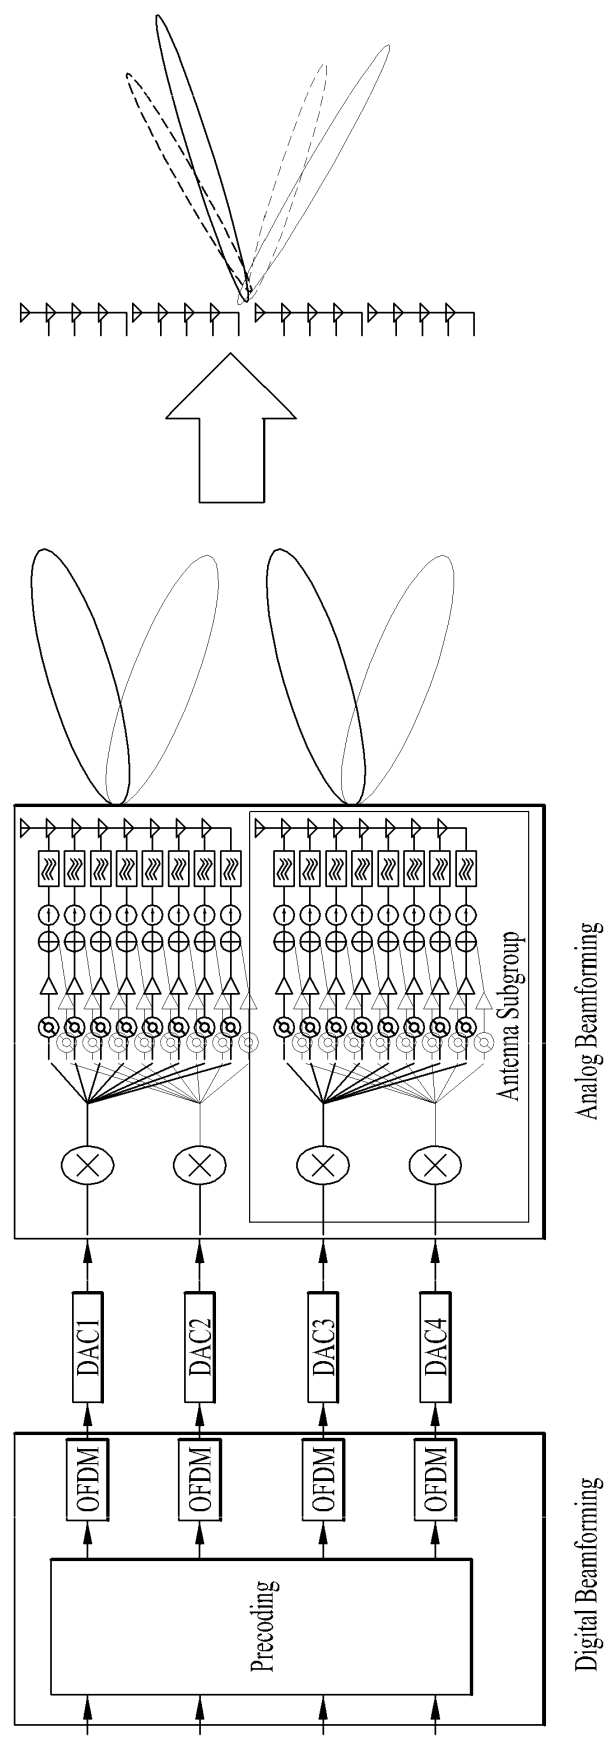 Precoding
OFDM
OFDM
OFDM
OFDM
Digital Beamforming
DAC1
DAC2
DAC3
DAC4
Antenna Subgroup
Analog Beamforming